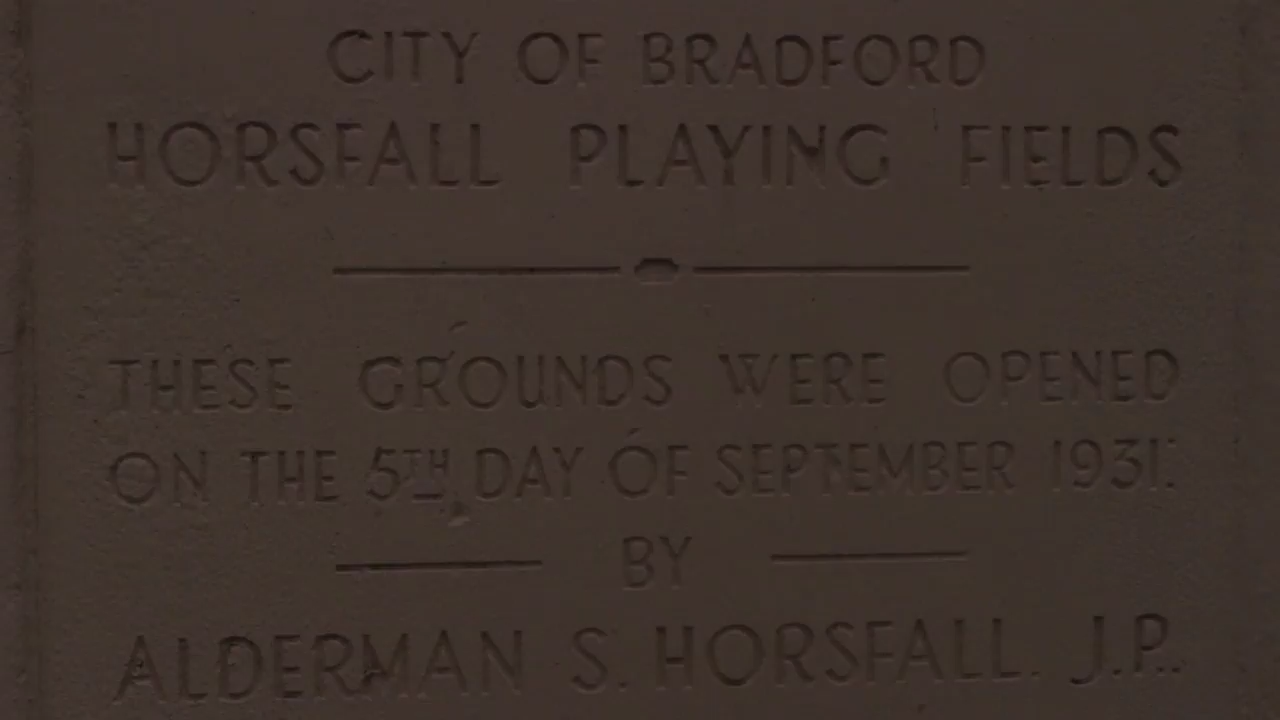 CITY OF BRADFORD
HORSFALL PLAYING FIELDS
THESE GROUNDS WERE OPENED
ON THE 5TH DAY OF SEPTEMBER 1931.
BY
ALDERMAN S. HORSFALL. J.P.